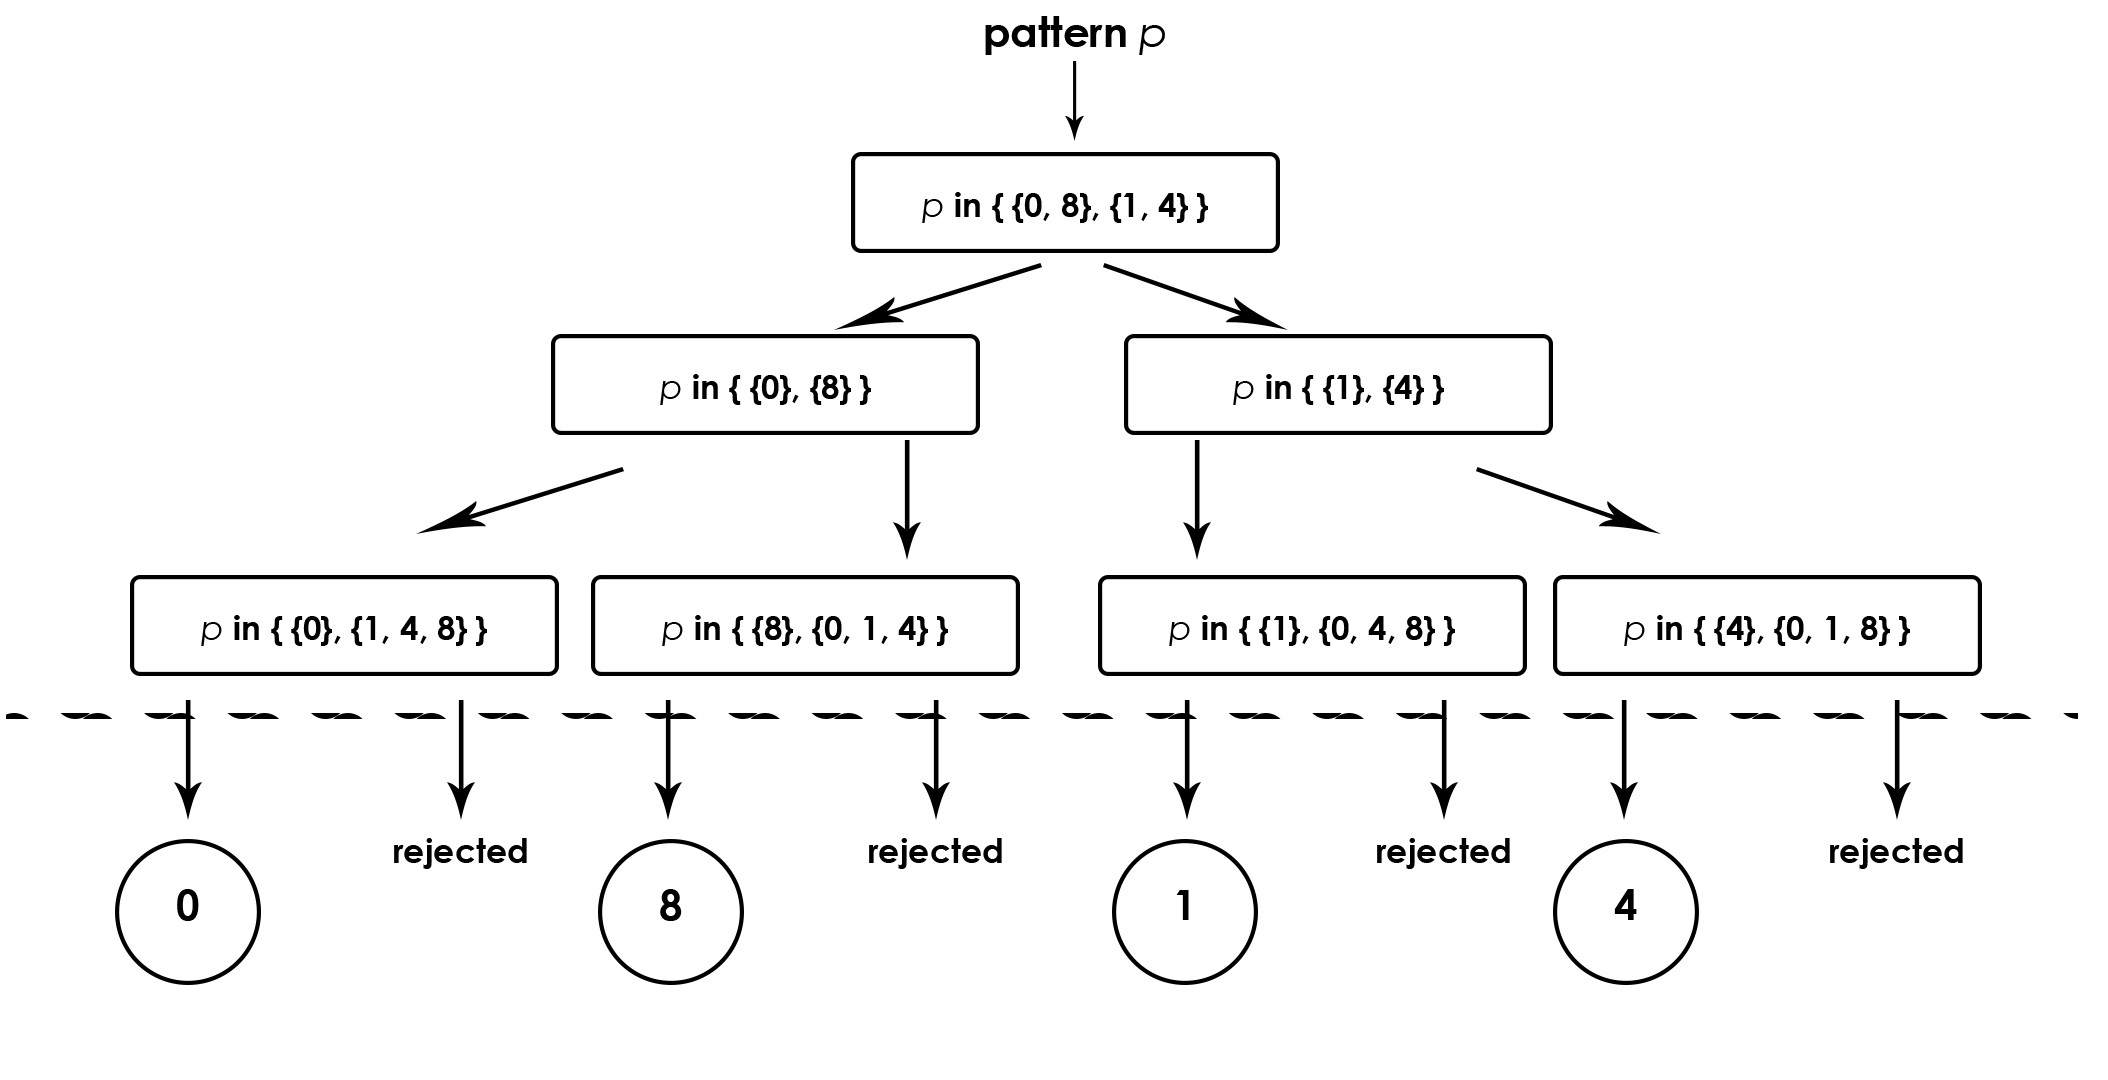 pattern p
p in { {0, 8}, {1, 4} }
p in { {0}, {8} }
p in { {1}, {4} }
p in { {0}, {1, 4, 8} }
p in { {8}, {0, 1, 4} }
p in { {1}, {0, 4, 8} }
p in { {4}, {0, 1, 8} }
0
rejected
8
rejected
1
rejected
4
rejected